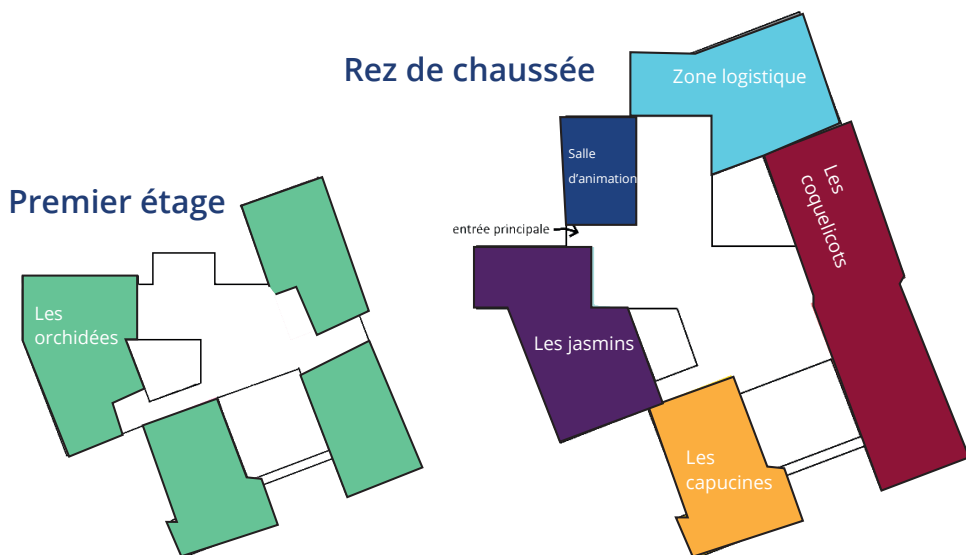 Rez de chaussée
Zone logistique
Salle
d'animation
Les
coquelicots
Premier étage
entrée principale
Les
orchidées
Les jasmins
Les
capucines